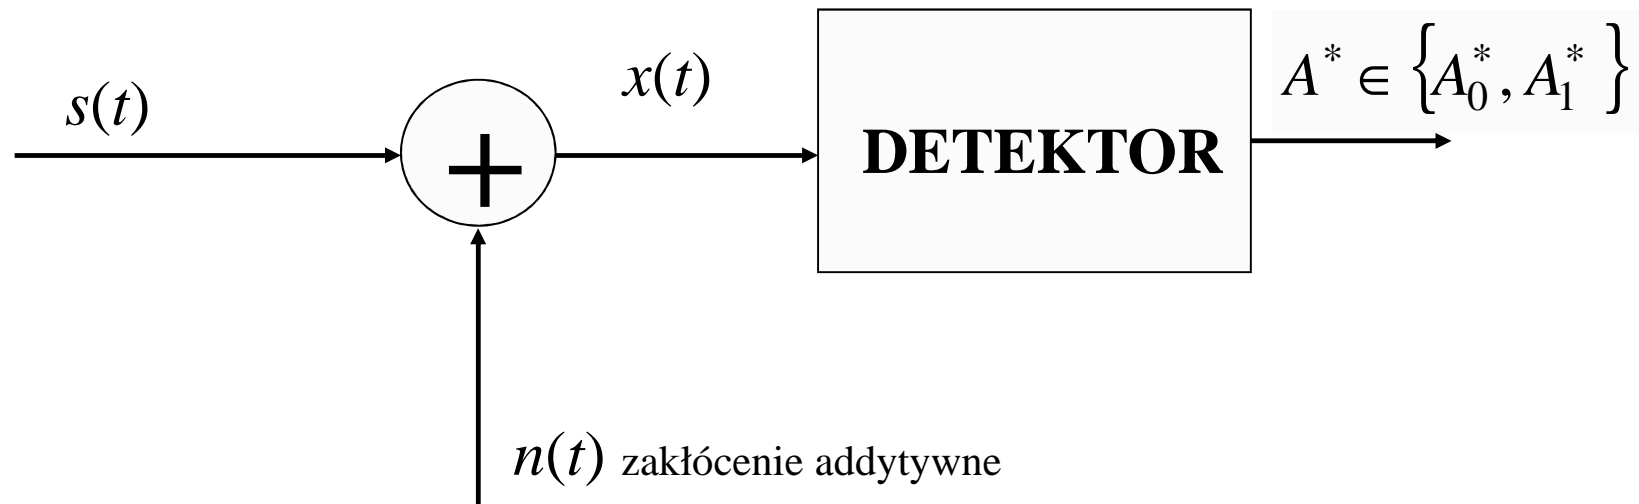 s(t)
+
x(t)
DETEKTOR
A* ∈ {A₀*, A₁*}
n(t) zakłócenie addytywne